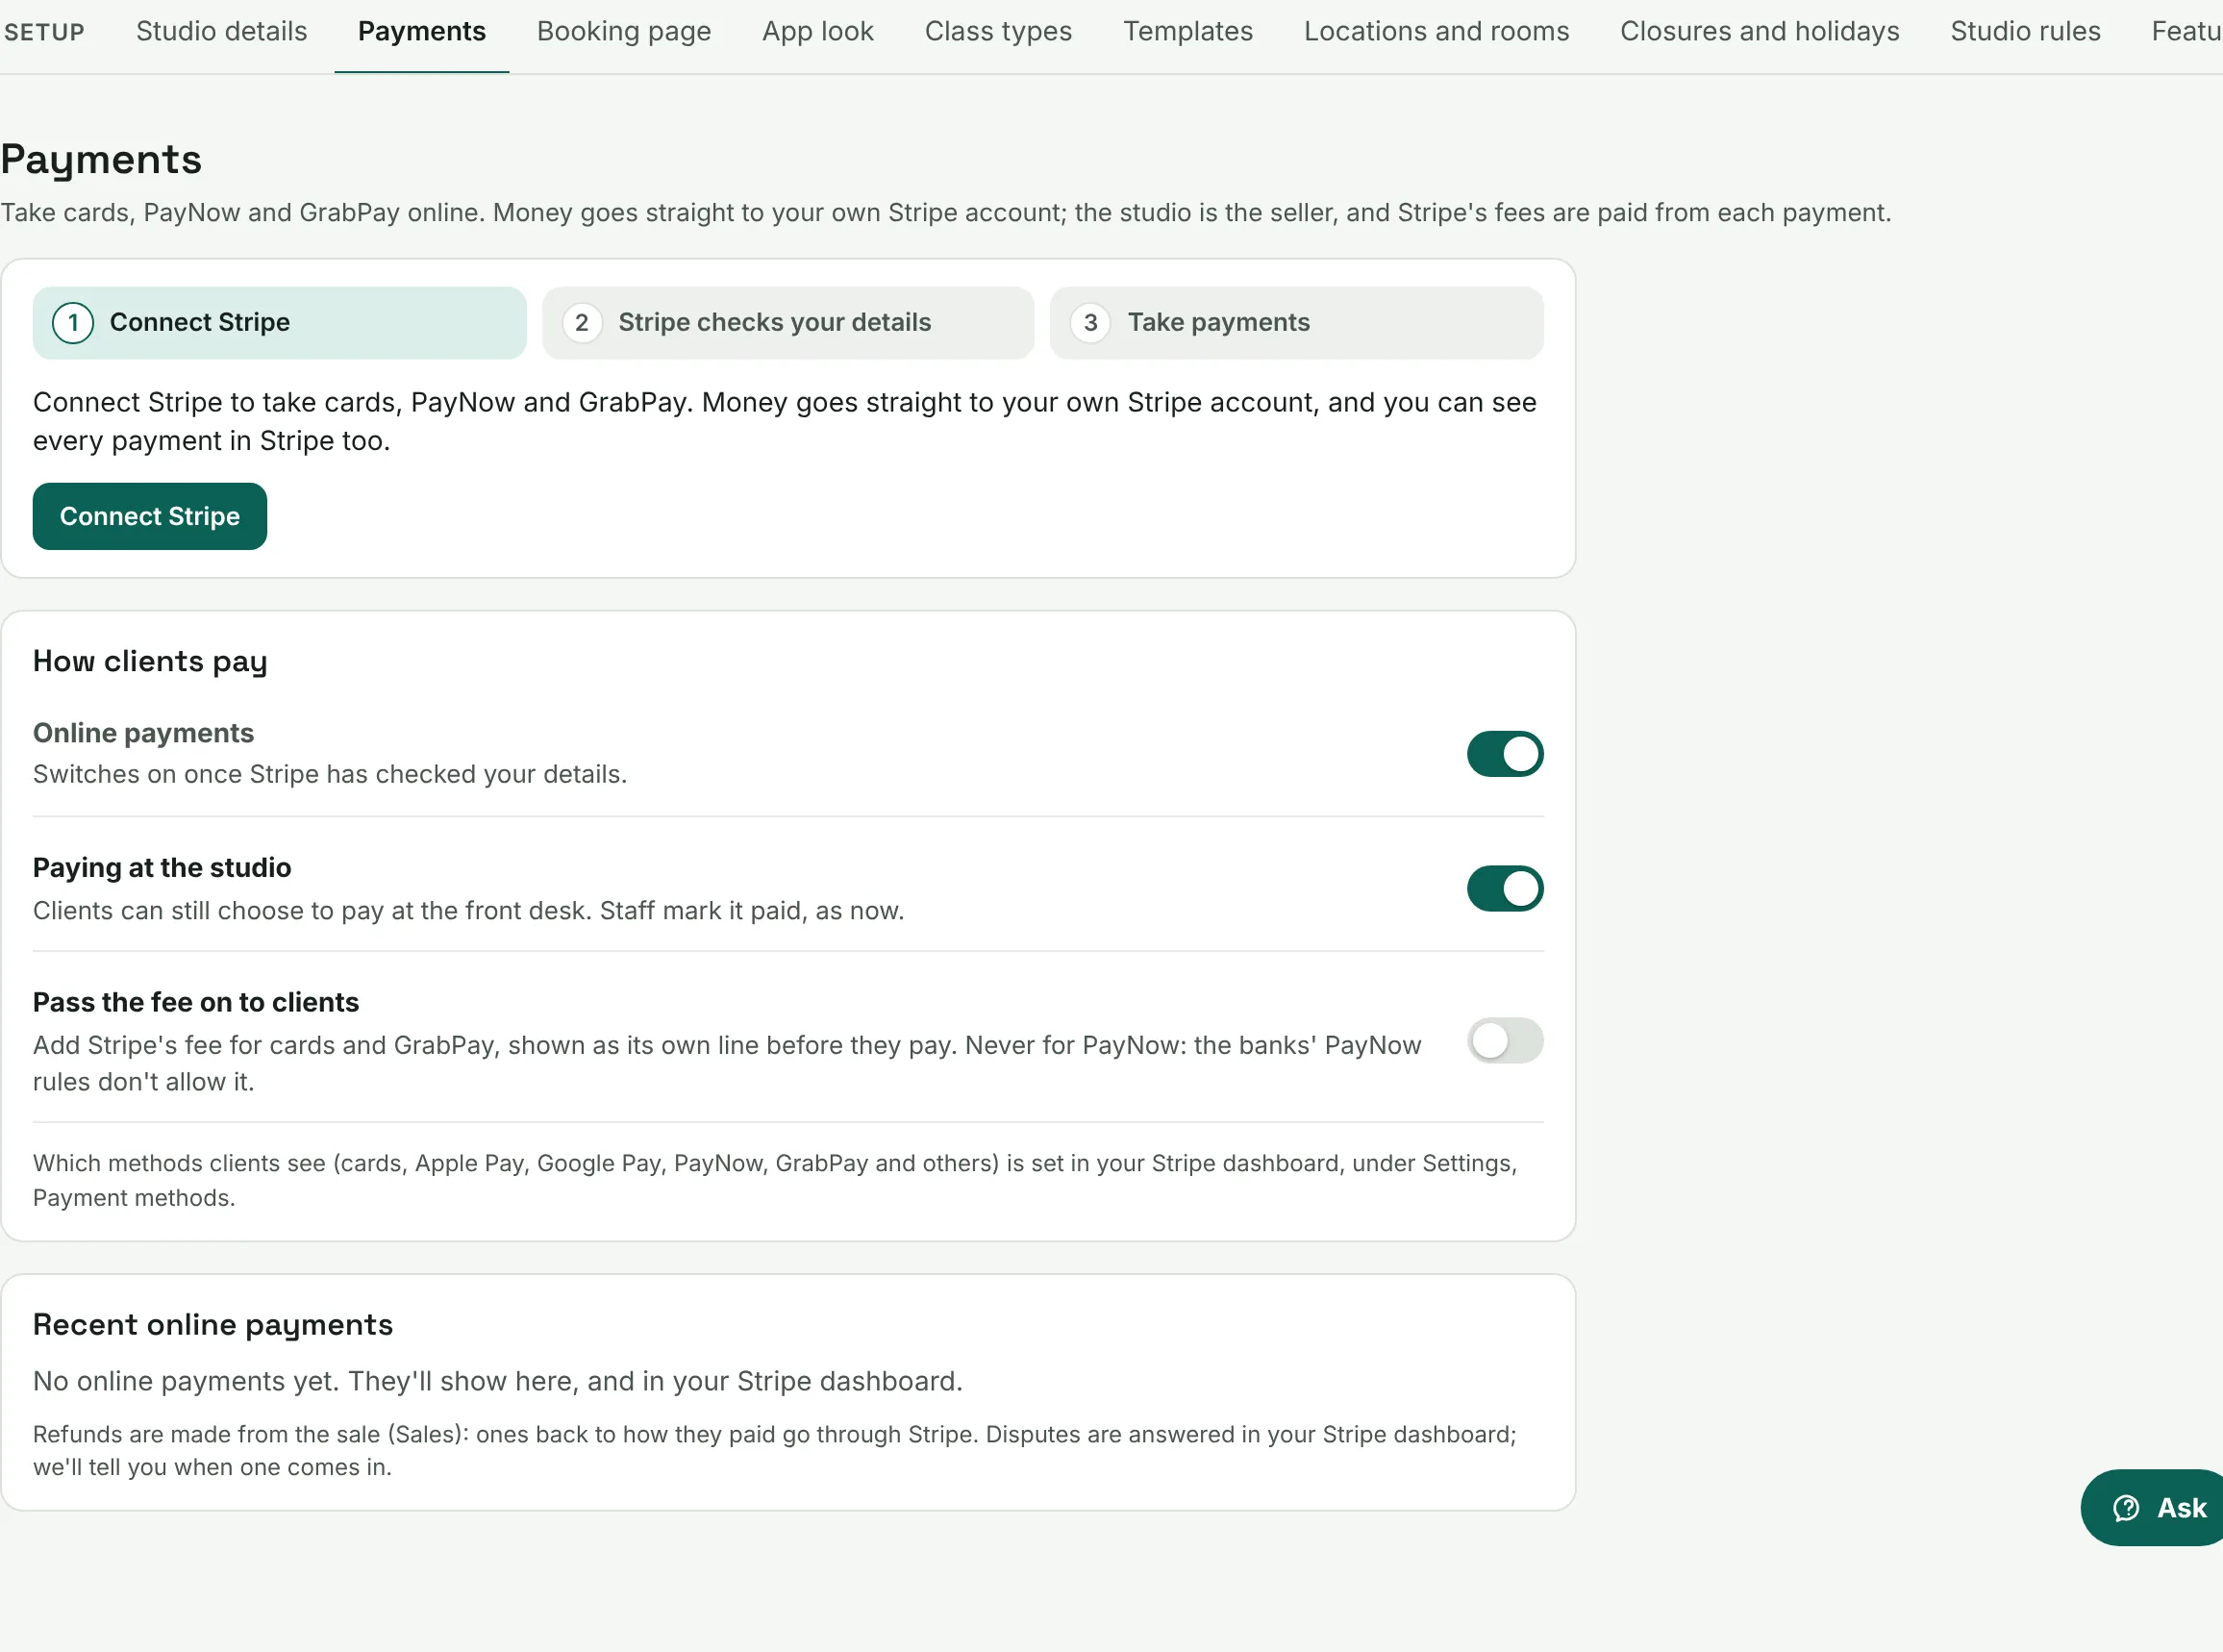 SETUP Studio details Payments Booking page App look Class types Templates Locations and rooms Closures and holidays Studio rules Featu
Payments
Take cards, PayNow and GrabPay online. Money goes straight to your own Stripe account; the studio is the seller, and Stripe's fees are paid from each payment.
1 Connect Stripe 2 Stripe checks your details 3 Take payments
Connect Stripe to take cards, PayNow and GrabPay. Money goes straight to your own Stripe account, and you can see
every payment in Stripe too.
Connect Stripe
How clients pay
Online payments
Switches on once Stripe has checked your details.
Paying at the studio
Clients can still choose to pay at the front desk. Staff mark it paid, as now.
Pass the fee on to clients
Add Stripe's fee for cards and GrabPay, shown as its own line before they pay. Never for PayNow: the banks' PayNow
rules don't allow it.
Which methods clients see (cards, Apple Pay, Google Pay, PayNow, GrabPay and others) is set in your Stripe dashboard, under Settings,
Payment methods.
Recent online payments
No online payments yet. They'll show here, and in your Stripe dashboard.
Refunds are made from the sale (Sales): ones back to how they paid go through Stripe. Disputes are answered in your Stripe dashboard;
we'll tell you when one comes in.
Ask